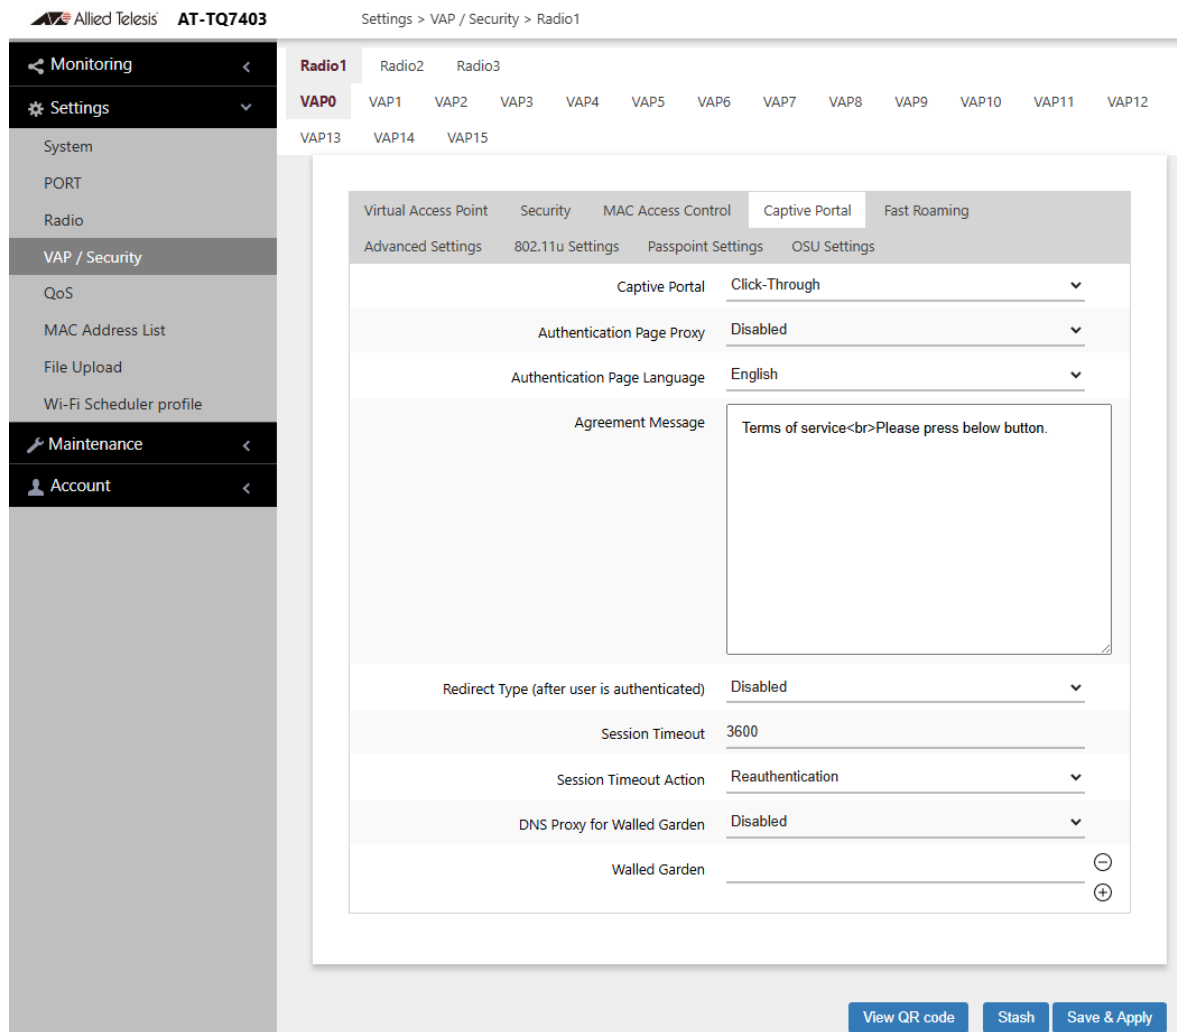 Allied Telesis AT-TQ7403 Settings > VAP / Security > Radio1
Monitoring
Settings
System
PORT
Radio
VAP / Security
QoS
MAC Address List
File Upload
Wi-Fi Scheduler profile
Maintenance
Account
Radio1 Radio2 Radio3
VAP0 VAP1 VAP2 VAP3 VAP4 VAP5 VAP6 VAP7 VAP8 VAP9 VAP10 VAP11 VAP12
VAP13 VAP14 VAP15
Virtual Access Point Security MAC Access Control Captive Portal Fast Roaming
Advanced Settings 802.11u Settings Passpoint Settings OSU Settings
Captive Portal Click-Through
Authentication Page Proxy Disabled
Authentication Page Language English
Agreement Message Terms of service<br>Please press below button.
Redirect Type (after user is authenticated) Disabled
Session Timeout 3600
Session Timeout Action Reauthentication
DNS Proxy for Walled Garden Disabled
Walled Garden
View QR code Stash Save & Apply